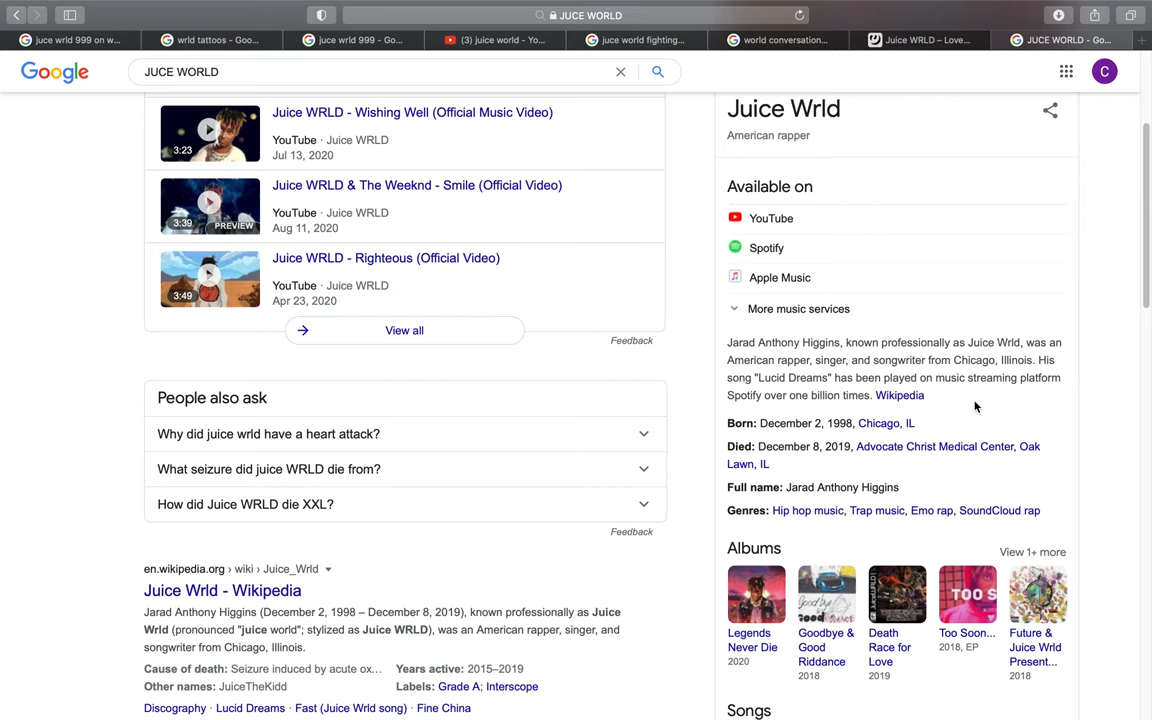 JUCE WORLD
juce wrld 999 on w...
wrld tattoos - Goo...
juce wrld 999 - Go...
(3) juice world - Yo...
juce world fighting...
world conversation...
Juice WRLD – Love...
JUCE WORLD - Go...
Google
JUCE WORLD
C
Juice WRLD - Wishing Well (Official Music Video)
YouTube · Juice WRLD
Jul 13, 2020
3:23
Juice WRLD & The Weeknd - Smile (Official Video)
YouTube · Juice WRLD
Aug 11, 2020
3:39
PREVIEW
Juice WRLD - Righteous (Official Video)
YouTube · Juice WRLD
Apr 23, 2020
3:49
View all
Feedback
People also ask
Why did juice wrld have a heart attack?
What seizure did juice WRLD die from?
How did Juice WRLD die XXL?
Feedback
en.wikipedia.org › wiki › Juice_Wrld
Juice Wrld - Wikipedia
Jarad Anthony Higgins (December 2, 1998 – December 8, 2019), known professionally as Juice
Wrld (pronounced "juice world"; stylized as Juice WRLD), was an American rapper, singer, and
songwriter from Chicago, Illinois.
Cause of death: Seizure induced by acute ox...
Years active: 2015–2019
Other names: JuiceTheKidd
Labels: Grade A; Interscope
Discography · Lucid Dreams · Fast (Juice Wrld song) · Fine China
Juice Wrld
American rapper
Available on
YouTube
Spotify
Apple Music
More music services
Jarad Anthony Higgins, known professionally as Juice Wrld, was an
American rapper, singer, and songwriter from Chicago, Illinois. His
song "Lucid Dreams" has been played on music streaming platform
Spotify over one billion times. Wikipedia
Born: December 2, 1998, Chicago, IL
Died: December 8, 2019, Advocate Christ Medical Center, Oak
Lawn, IL
Full name: Jarad Anthony Higgins
Genres: Hip hop music, Trap music, Emo rap, SoundCloud rap
Albums
View 1+ more
Legends
Never Die
2020
Goodbye &
Good
Riddance
2018
Death
Race for
Love
2019
TOO S
Too Soon...
2018, EP
Future &
Juice Wrld
Present...
2018
Songs